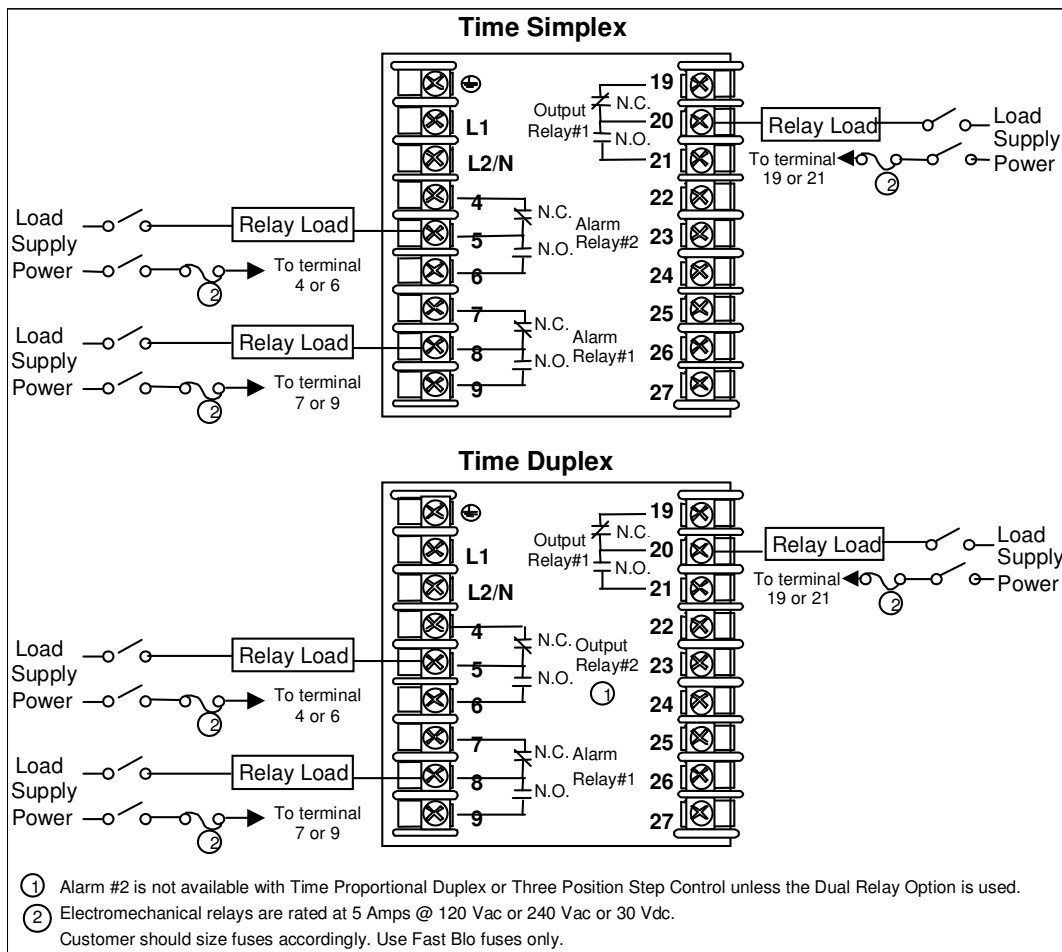 Time Simplex
L1
L2/N
4
5
6
7
8
9
N.C.
N.O.
Alarm
Relay#2
N.C.
N.O.
Alarm
Relay#1
Output
Relay#1
N.C.
N.O.
19
20
21
22
23
24
25
26
27
Relay Load
Load
Supply
Power
To terminal
19 or 21
2
Load
Supply
Power
Relay Load
2
To terminal
4 or 6
Load
Supply
Power
Relay Load
2
To terminal
7 or 9
Time Duplex
L1
L2/N
4
5
6
7
8
9
N.C.
N.O.
Output
Relay#2
1
N.C.
N.O.
Alarm
Relay#1
Output
Relay#1
N.C.
N.O.
19
20
21
22
23
24
25
26
27
Relay Load
Load
Supply
Power
To terminal
19 or 21
2
Load
Supply
Power
Relay Load
2
To terminal
4 or 6
Load
Supply
Power
Relay Load
2
To terminal
7 or 9
1 Alarm #2 is not available with Time Proportional Duplex or Three Position Step Control unless the Dual Relay Option is used.
2 Electromechanical relays are rated at 5 Amps @ 120 Vac or 240 Vac or 30 Vdc.
Customer should size fuses accordingly. Use Fast Blo fuses only.